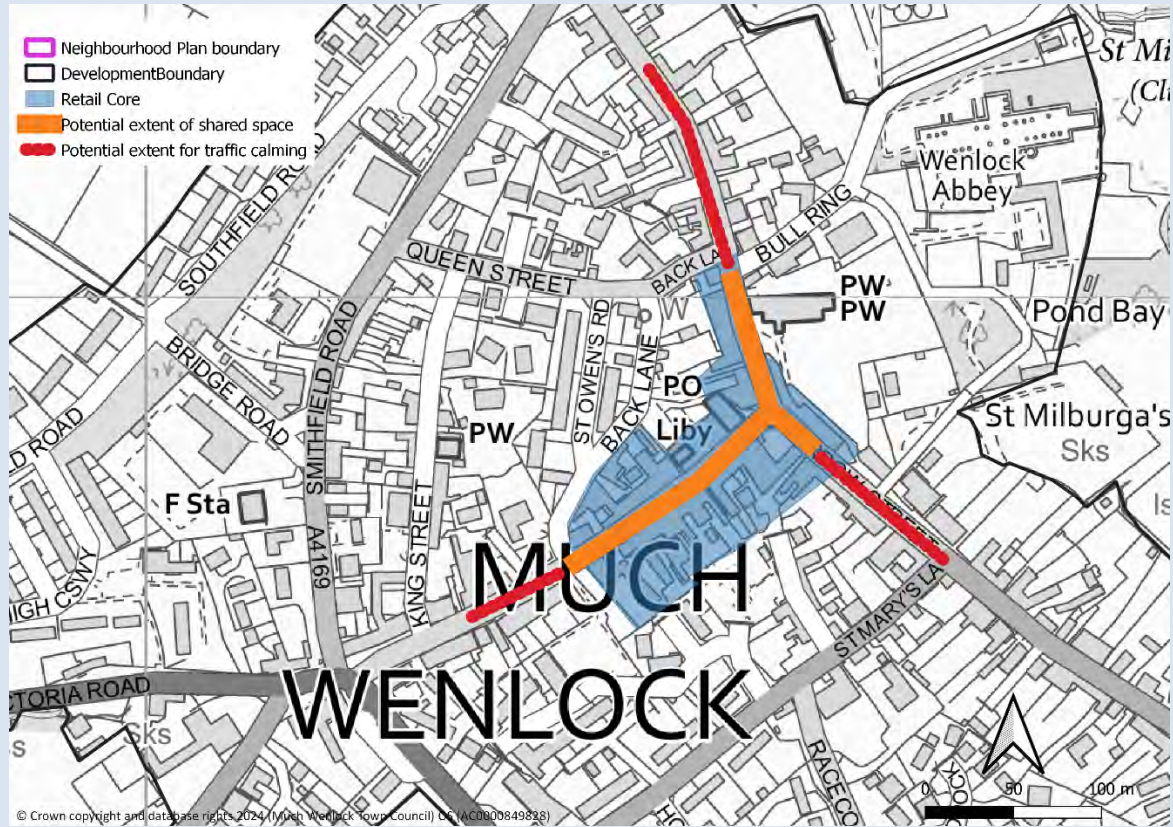 Neighbourhood Plan boundary
DevelopmentBoundary
Retail Core
Potential extent of shared space
Potential extent for traffic calming
St Mi
(Cl
Wenlock
Abbey
SOUTHFIELD RO D
BULL RING
QUEEN STREET
BACK LA
PW
PW
W
Pond Bay
BRIDGE ROAD
SMITHFIELD ROAD
ST OWEN'S RD
BACK LANE
PO
Liby
PW
St Milburga's
Sks
D ROAD
F Sta
A4169
KING STREET
IGH CSWY
MUCH
WENLOCK
ST MARY'S LA
CTORIA ROAD
Sks
s
RACECO
0 50 100 m
© Crown copyright and database rights 2024 (Much Wenlock Town Council) OS (AC0000849828)